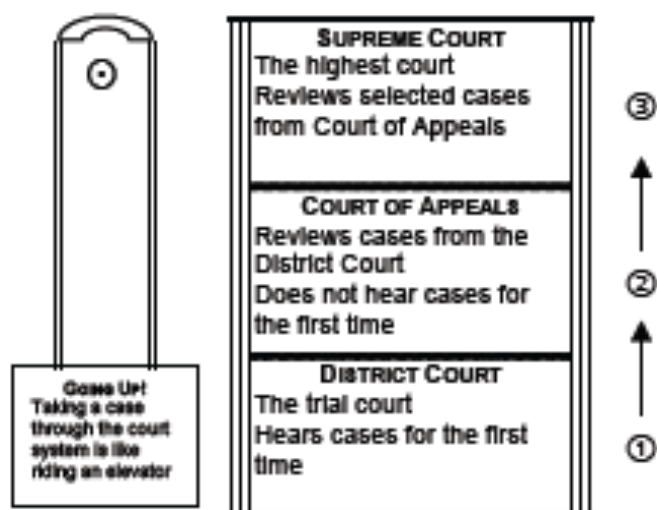 SUPREME COURT
The highest court
Reviews selected cases
from Court of Appeals
③
COURT OF APPEALS
Reviews cases from the
District Court
Does not hear cases for
the first time
②
DISTRICT COURT
The trial court
Hears cases for the first
time
①
Going Up!
Taking a case
through the court
system is like
riding an elevator